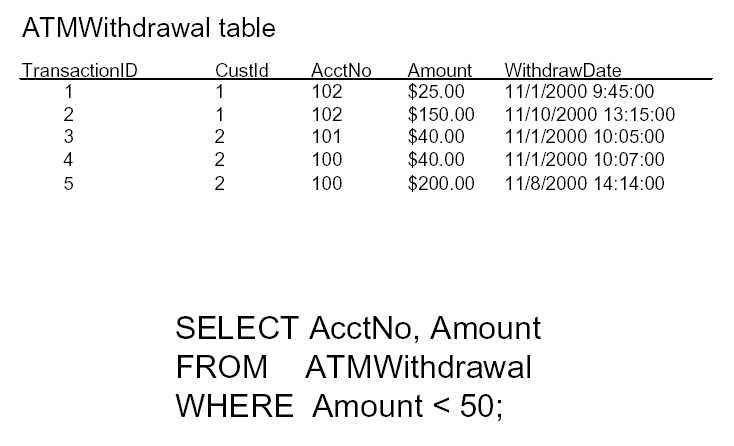 ATMWithdrawal table
TransactionID CustId AcctNo Amount WithdrawDate
1 1 102 $25.00 11/1/2000 9:45:00
2 1 102 $150.00 11/10/2000 13:15:00
3 2 101 $40.00 11/1/2000 10:05:00
4 2 100 $40.00 11/1/2000 10:07:00
5 2 100 $200.00 11/8/2000 14:14:00
SELECT AcctNo, Amount
FROM ATMWithdrawal
WHERE Amount < 50;